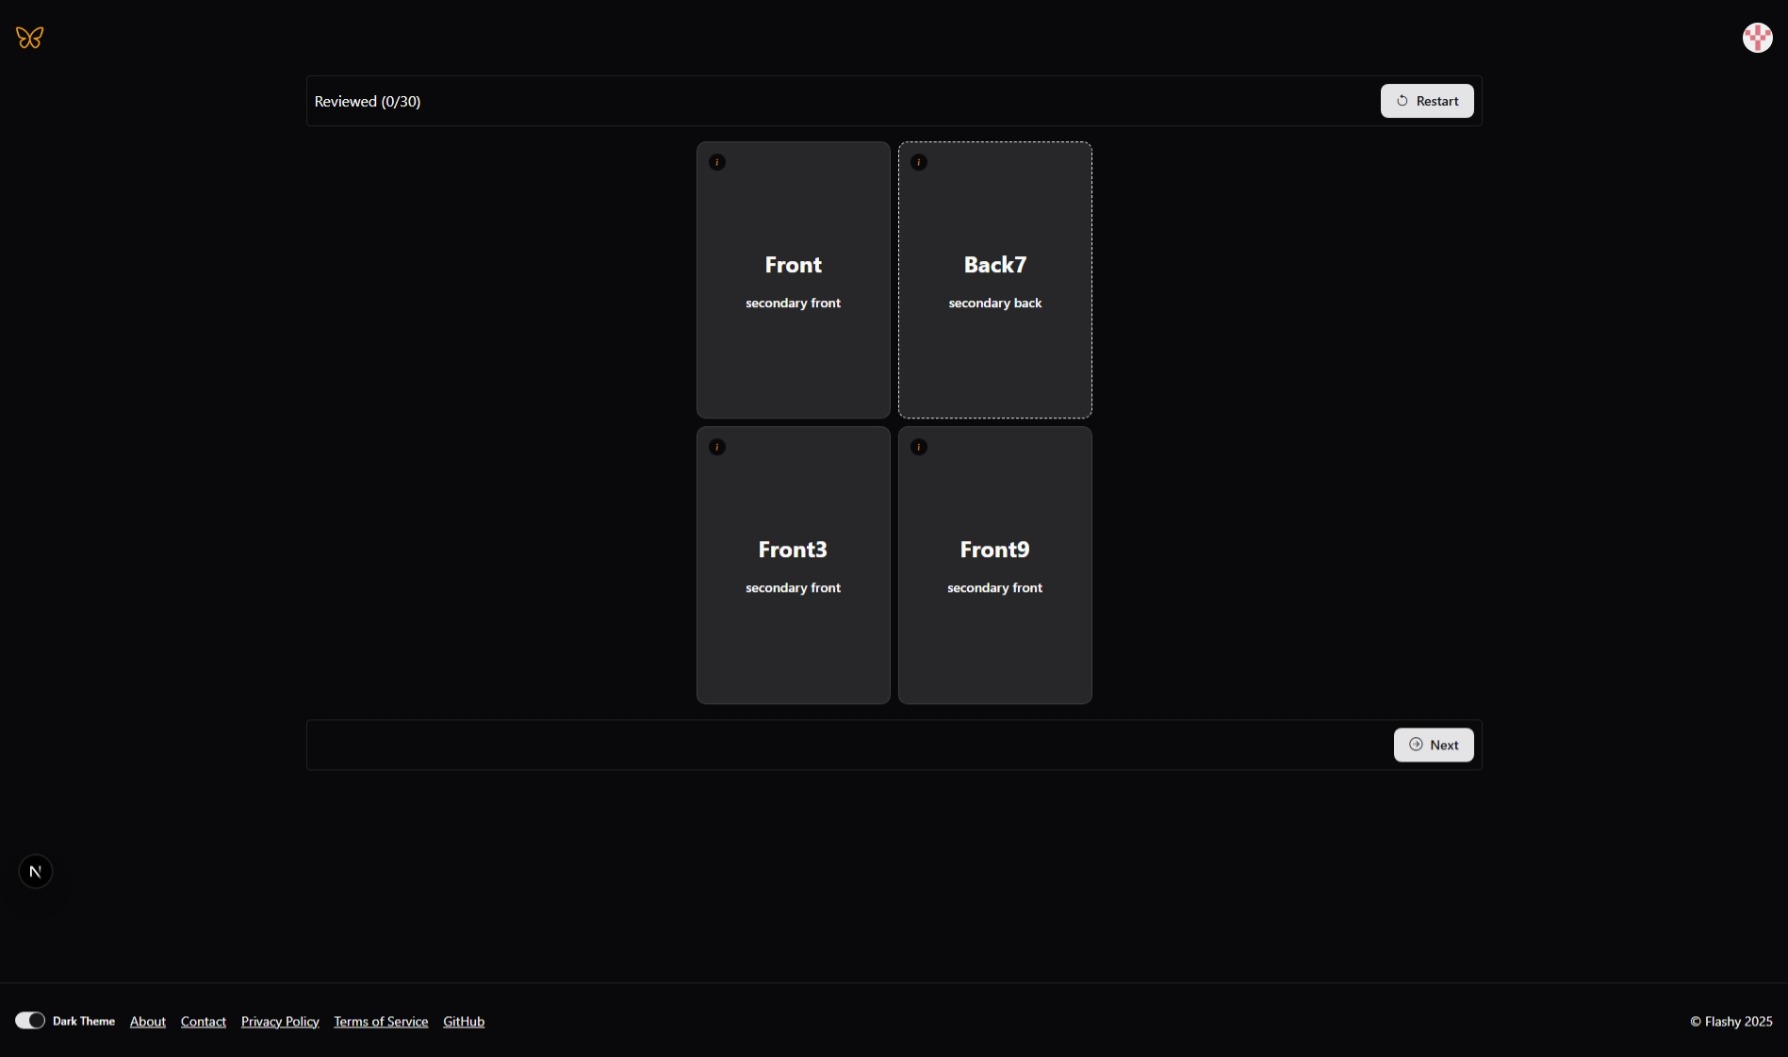 Reviewed (0/30)
Restart
i
i
Front
Back7
secondary front
secondary back
i
i
Front3
Front9
secondary front
secondary front
Next
N
Dark Theme
About
Contact
Privacy Policy
Terms of Service
GitHub
© Flashy 2025